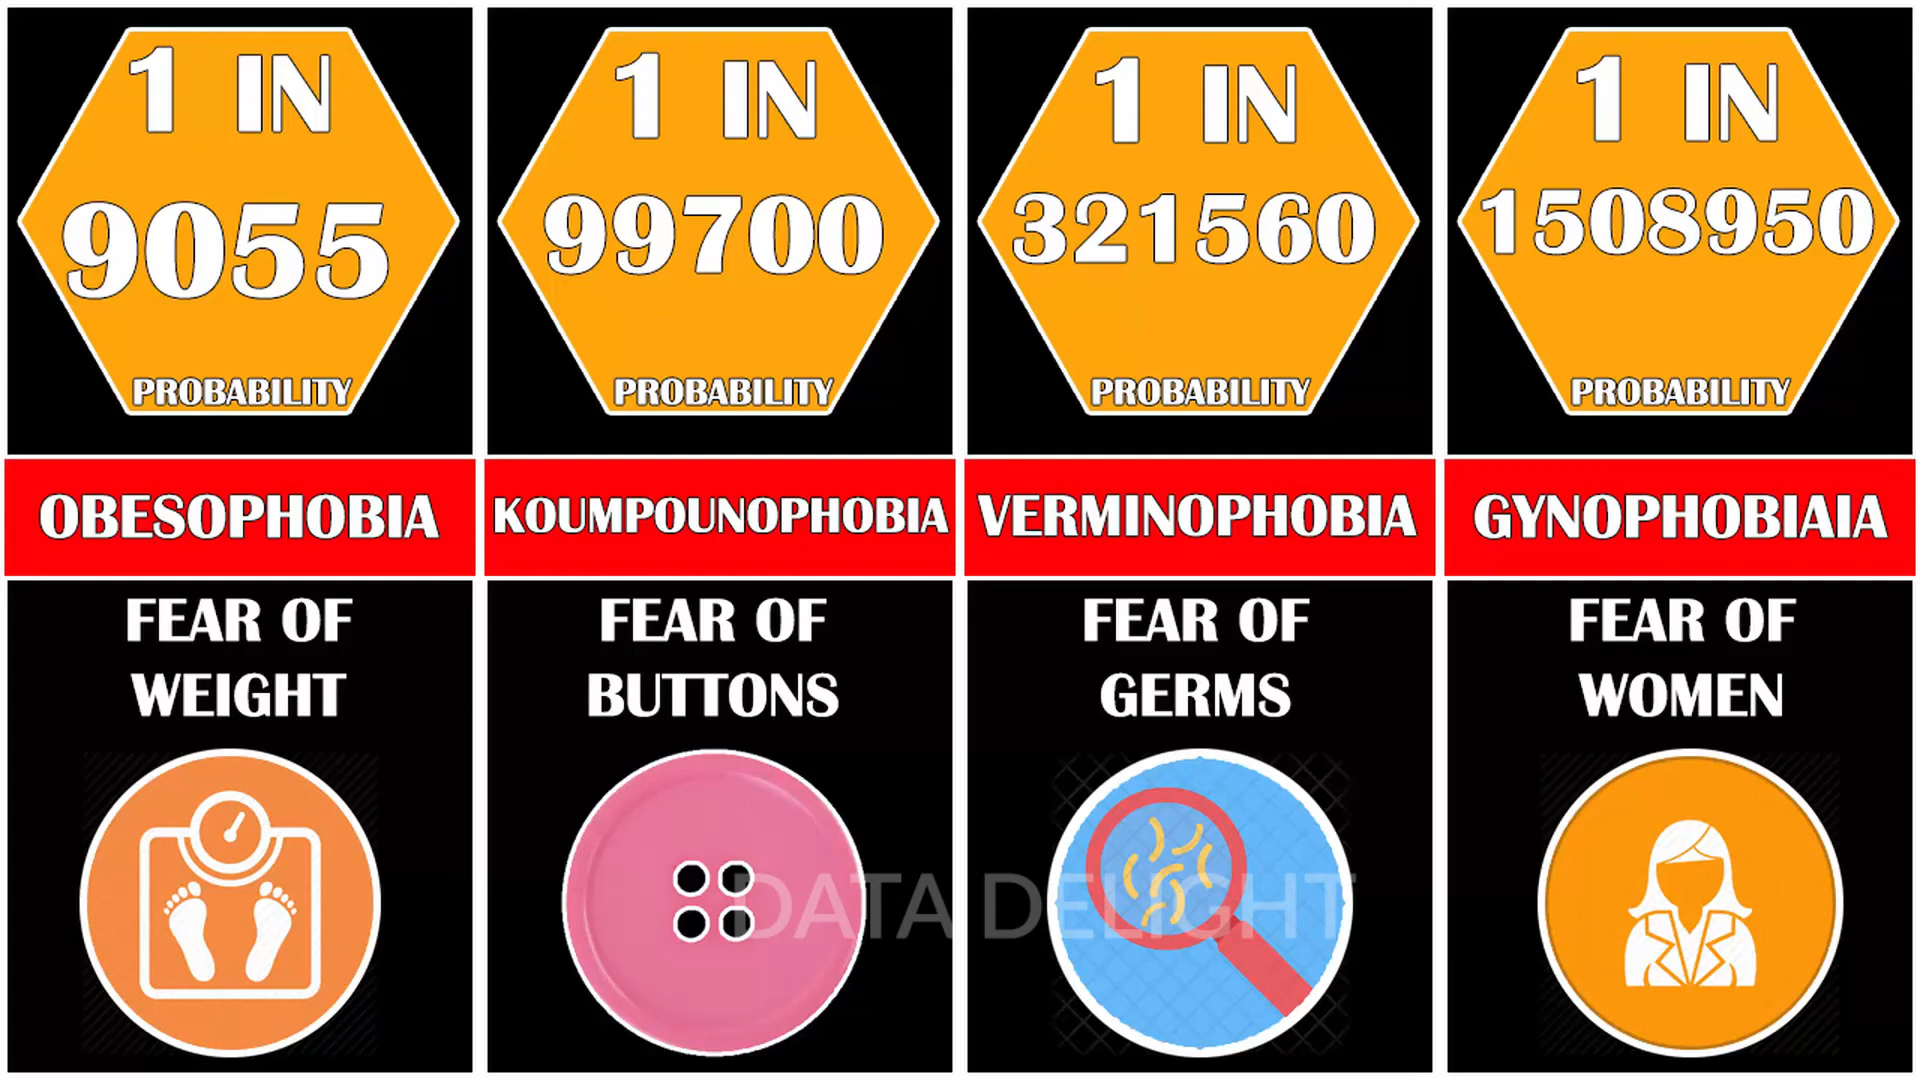 1 IN
9055
PROBABILITY
OBESOPHOBIA
FEAR OF
WEIGHT
1 IN
99700
PROBABILITY
KOUMPOUNOPHOBIA
FEAR OF
BUTTONS
1 IN
321560
PROBABILITY
VERMINOPHOBIA
FEAR OF
GERMS
1 IN
1508950
PROBABILITY
GYNOPHOBIAIA
FEAR OF
WOMEN
DATA DELIGHT